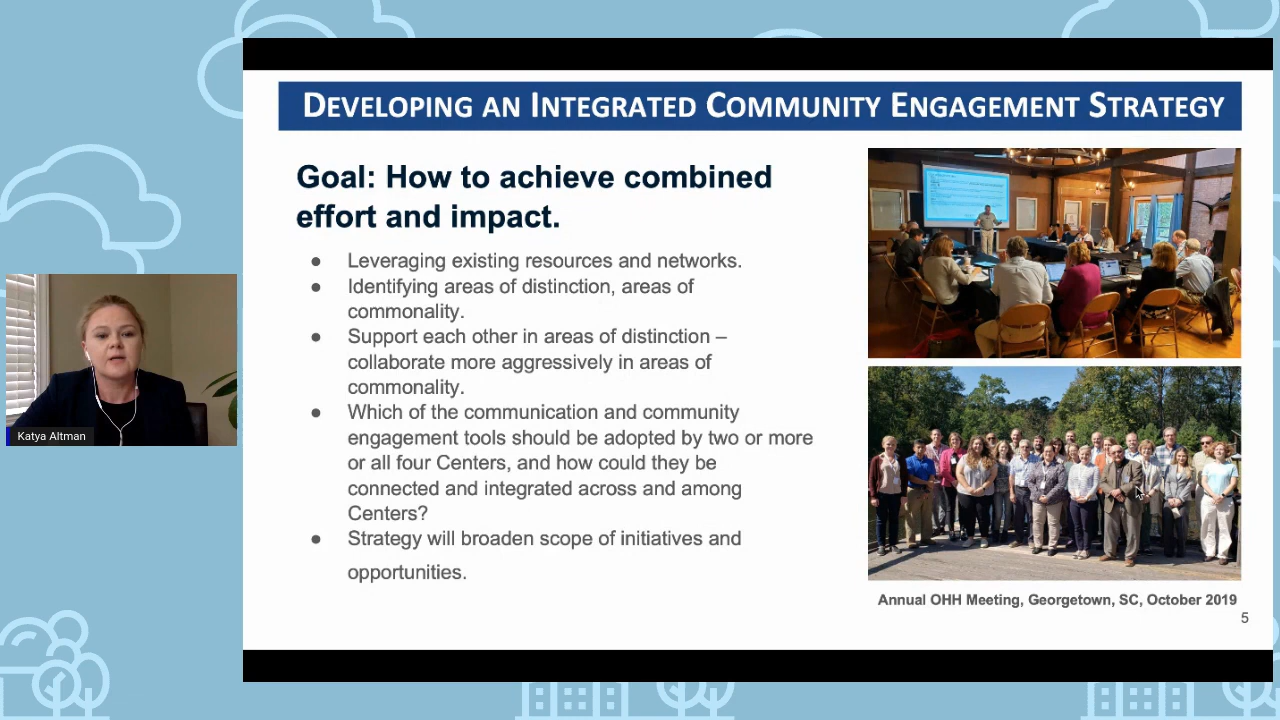 DEVELOPING AN INTEGRATED COMMUNITY ENGAGEMENT STRATEGY
Goal: How to achieve combined
effort and impact.
● Leveraging existing resources and networks.
● Identifying areas of distinction, areas of
commonality.
● Support each other in areas of distinction –
collaborate more aggressively in areas of
commonality.
● Which of the communication and community
engagement tools should be adopted by two or more
or all four Centers, and how could they be
connected and integrated across and among
Centers?
● Strategy will broaden scope of initiatives and
opportunities.
Annual OHH Meeting, Georgetown, SC, October 2019
5
Katya Altman